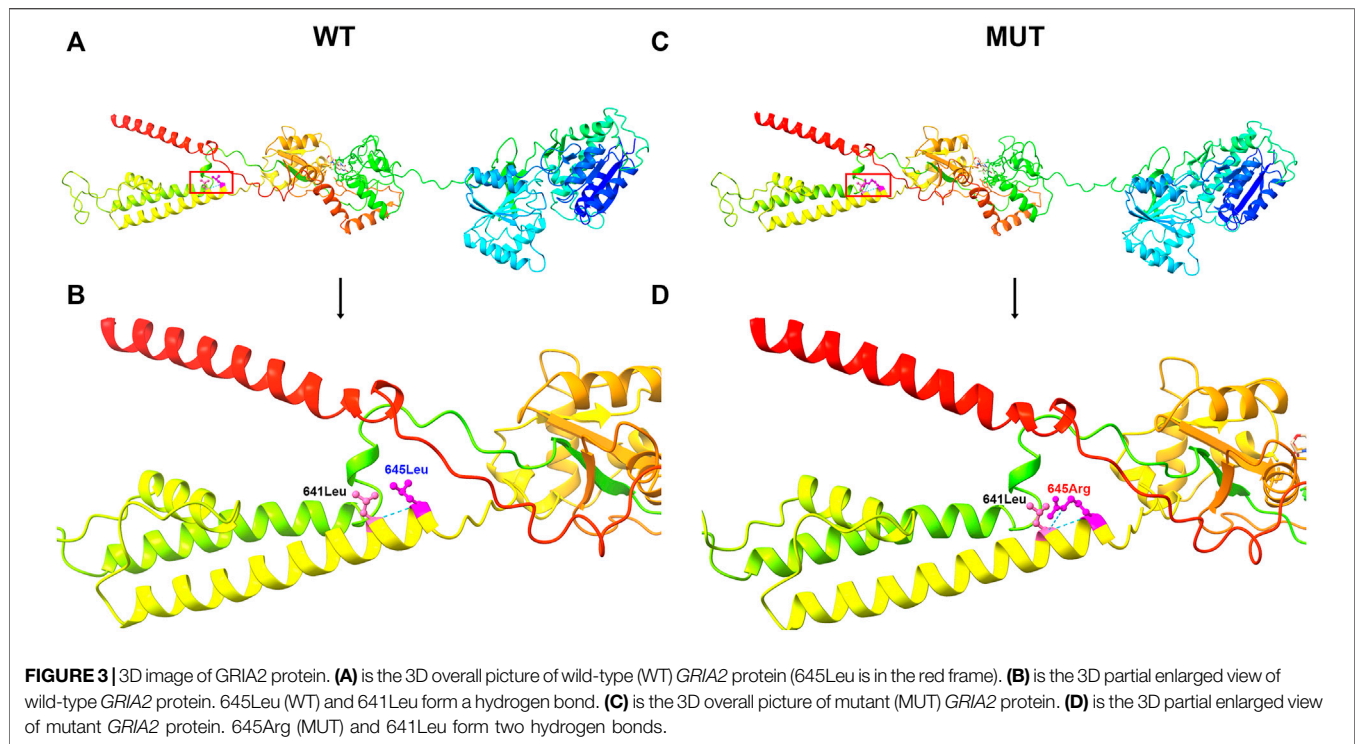 A
WT
C
MUT
B
D
645Leu
641Leu
645Arg
641Leu
FIGURE 3 | 3D image of GRIA2 protein. (A) is the 3D overall picture of wild-type (WT) GRIA2 protein (645Leu is in the red frame). (B) is the 3D partial enlarged view of
wild-type GRIA2 protein. 645Leu (WT) and 641Leu form a hydrogen bond. (C) is the 3D overall picture of mutant (MUT) GRIA2 protein. (D) is the 3D partial enlarged view
of mutant GRIA2 protein. 645Arg (MUT) and 641Leu form two hydrogen bonds.